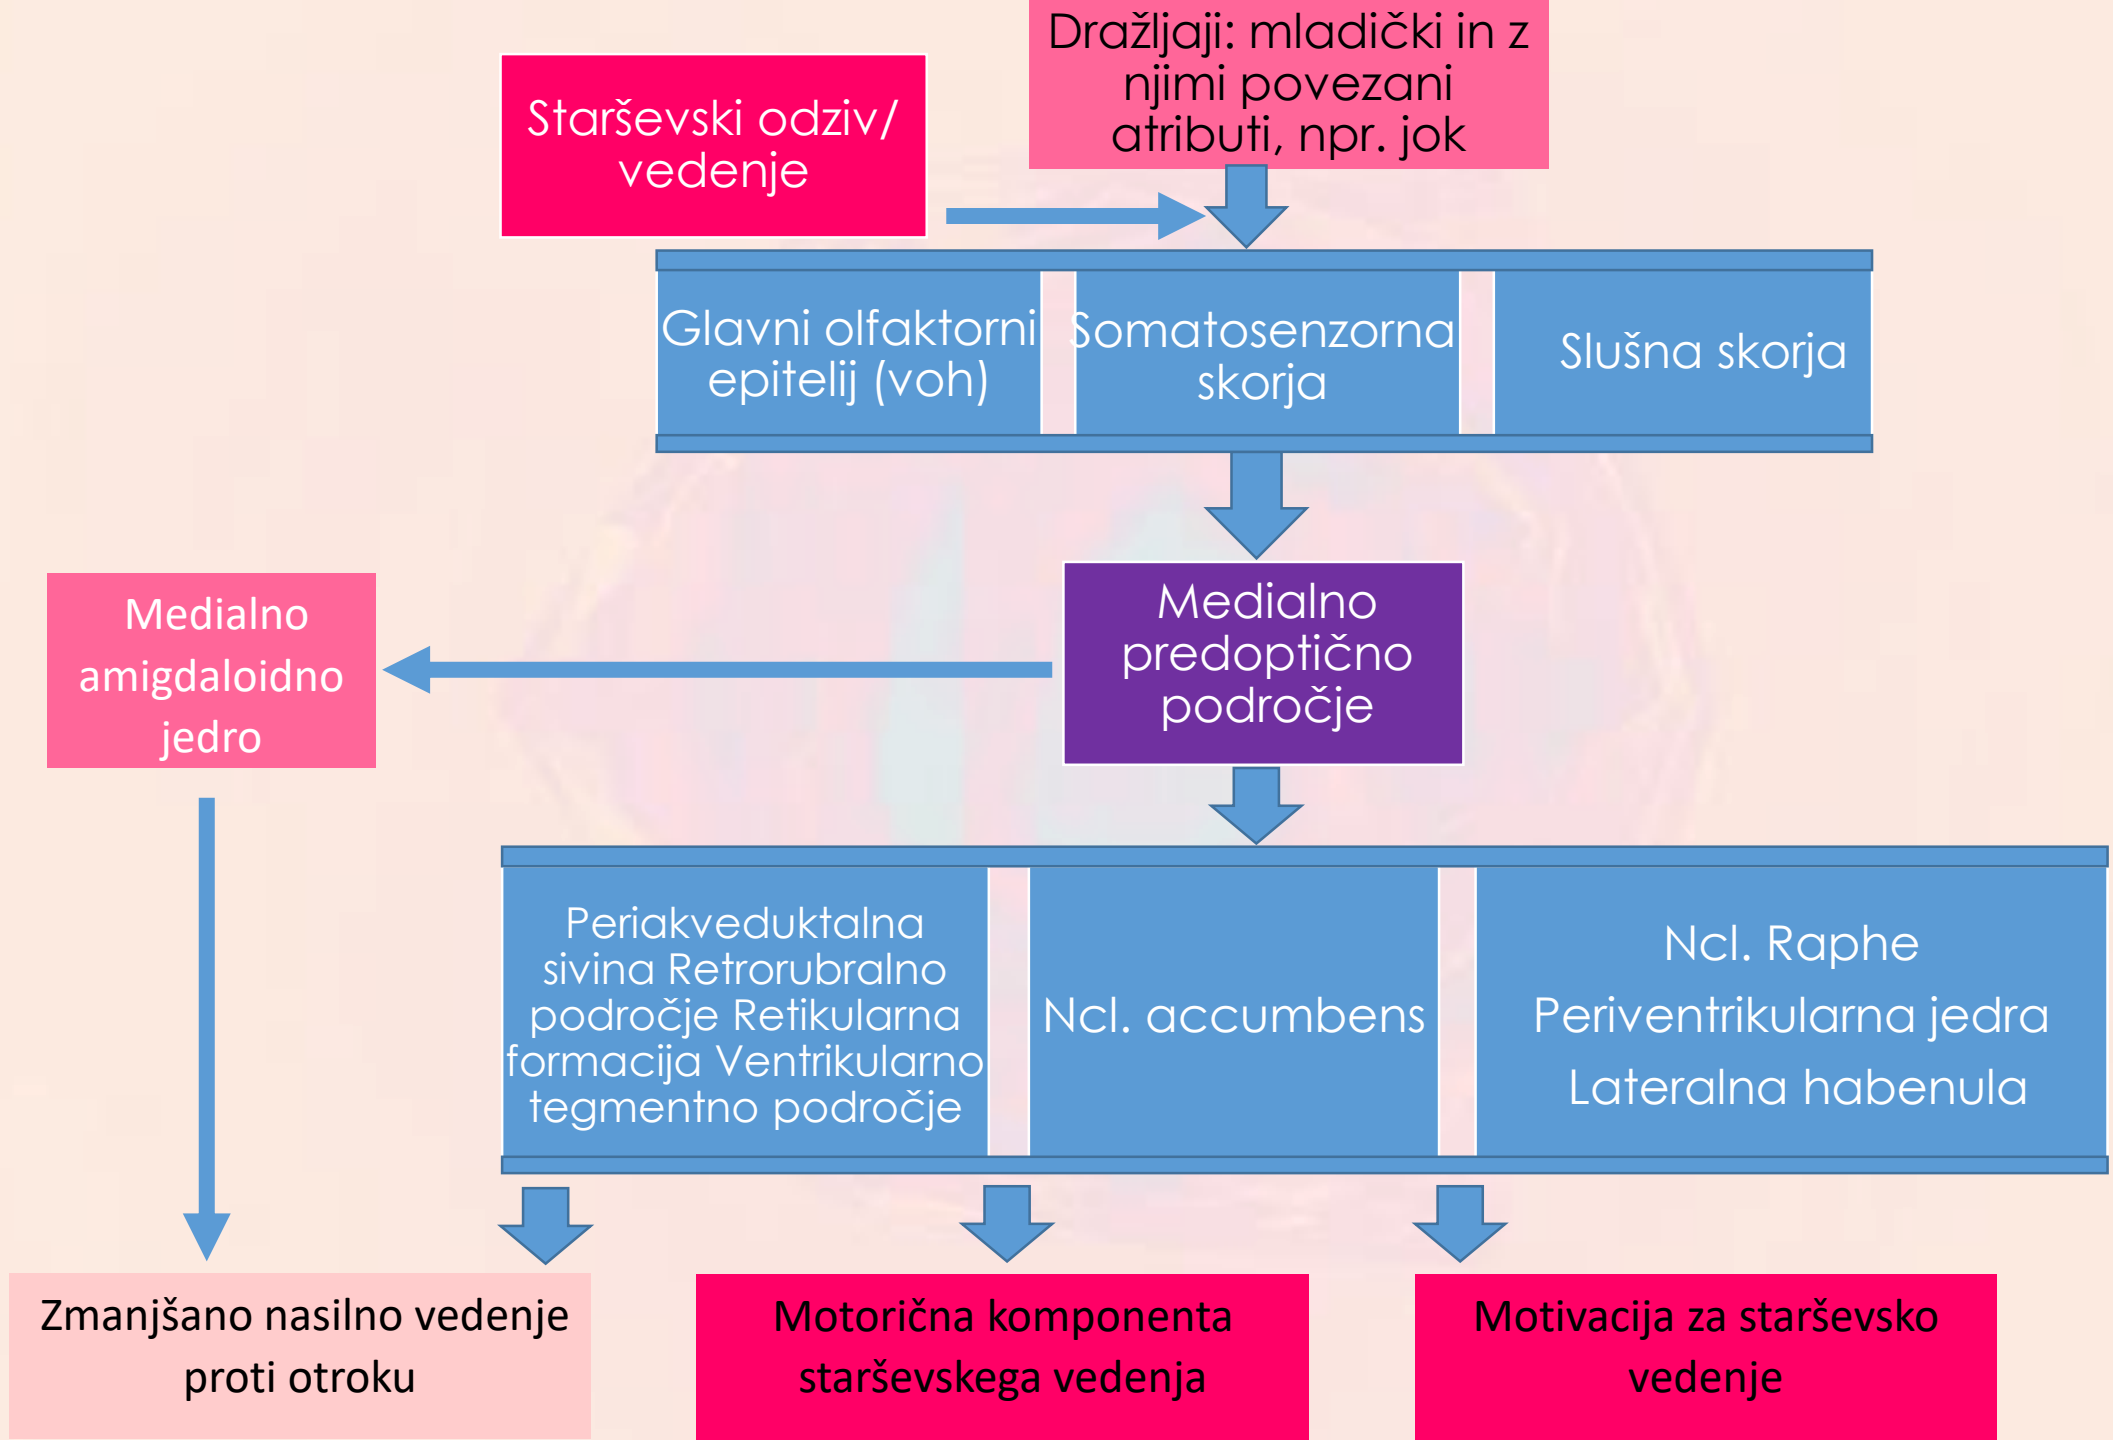 Dražljaji: mladički in z
njimi povezani
atributi, npr. jok
Starševski odziv/
vedenje
Glavni olfaktorni
epitelij (voh)
Somatosenzorna
skorja
Slušna skorja
Medialno
predoptično
področje
Medialno
amigdaloidno
jedro
Periakveduktalna
sivina Retrorubralno
področje Retikularna
formacija Ventrikularno
tegmentno področje
Ncl. accumbens
Ncl. Raphe
Periventrikularna jedra
Lateralna habenula
Zmanjšano nasilno vedenje
proti otroku
Motorična komponenta
starševskega vedenja
Motivacija za starševsko
vedenje